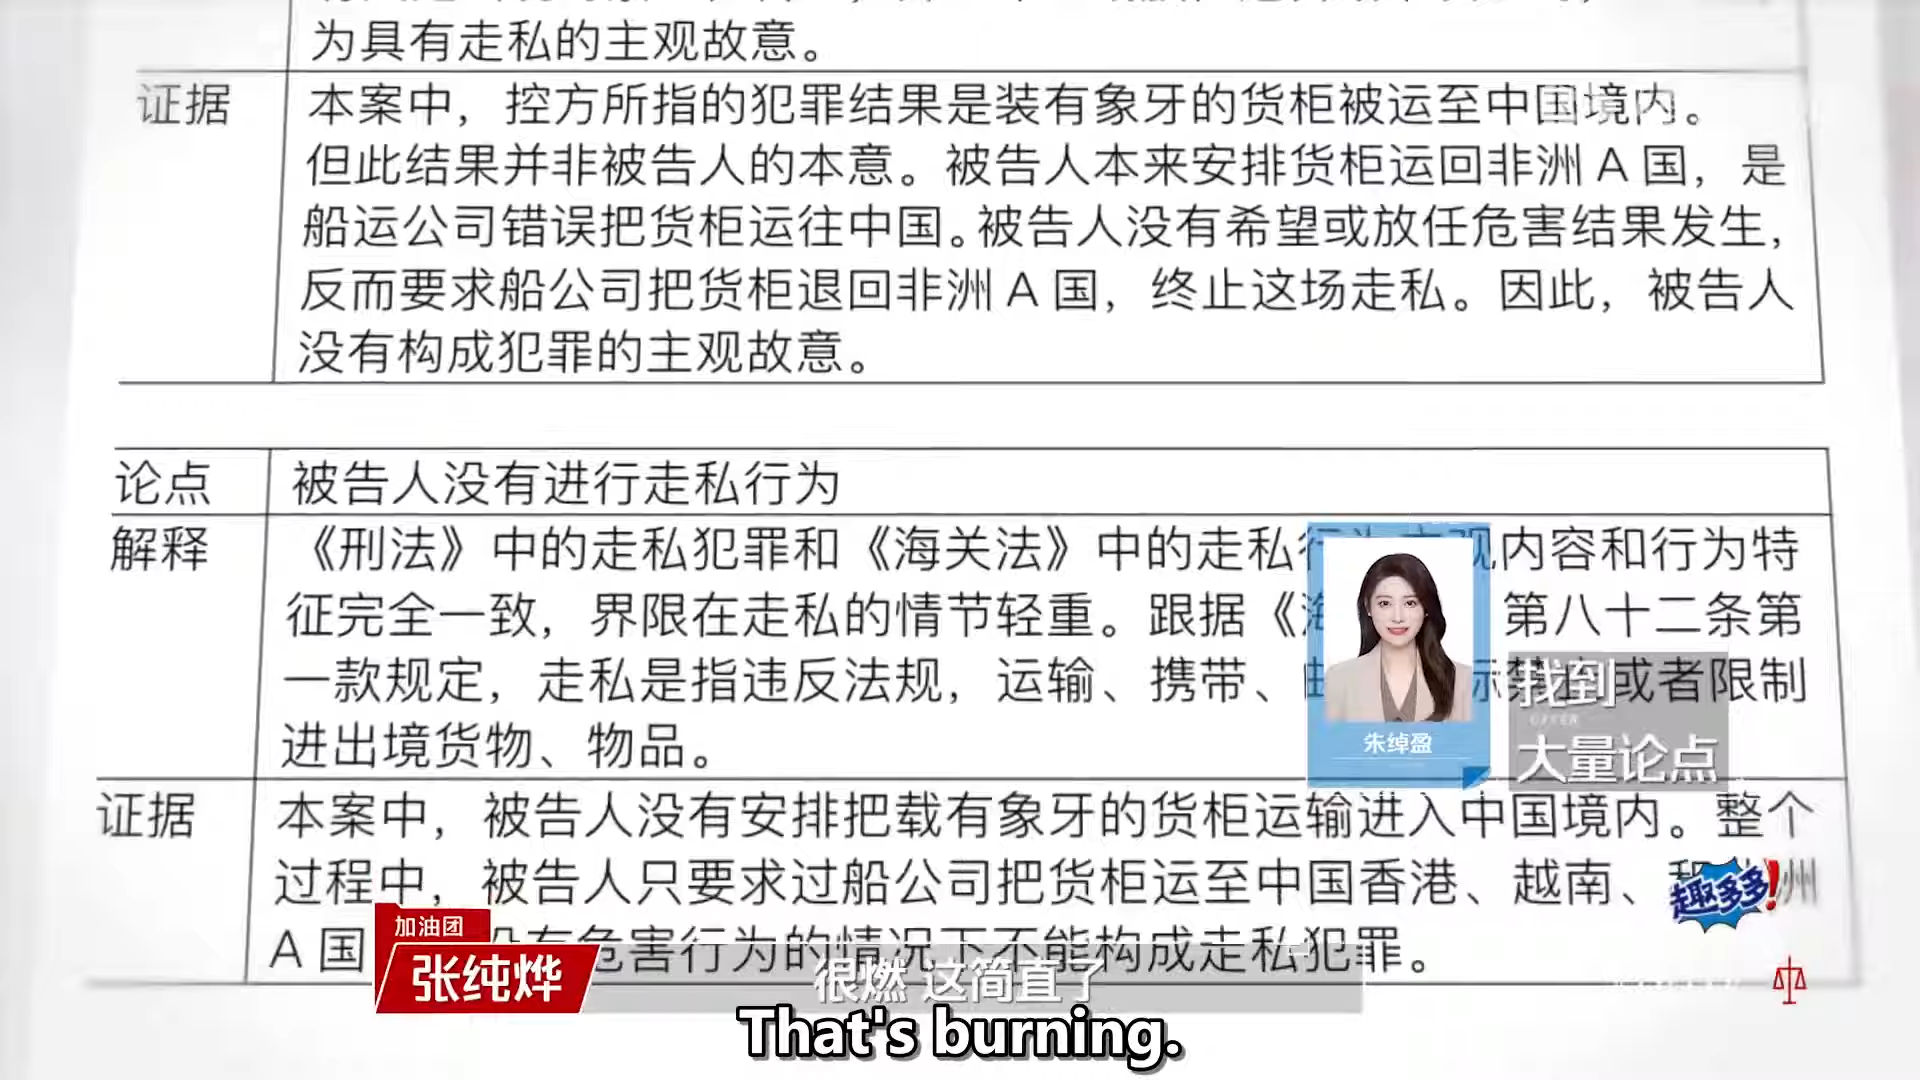 为具有走私的主观故意。
证据
本案中，控方所指的犯罪结果是装有象牙的货柜被运至中国境内。
但此结果并非被告人的本意。被告人本来安排货柜运回非洲 A 国，是
船运公司错误把货柜运往中国。被告人没有希望或放任危害结果发生，
反而要求船公司把货柜退回非洲 A 国，终止这场走私。因此，被告人
没有构成犯罪的主观故意。
论点
被告人没有进行走私行为
解释
《刑法》中的走私犯罪和《海关法》中的走私 内容和行为特
征完全一致，界限在走私的情节轻重。跟据《 第八十二条第
一款规定，走私是指违反法规，运输、携带、 或者限制
进出境货物、物品。
朱绰盈
找到
OFFER
大量论点
证据
本案中，被告人没有安排把载有象牙的货柜运输进入中国境内。整个
过程中，被告人只要求过船公司把货柜运至中国香港、越南、 洲
A 国 危害行为的情况下不能构成走私犯罪。
趣多多!
加油团
张纯烨
很燃 这简直了
That's burning.